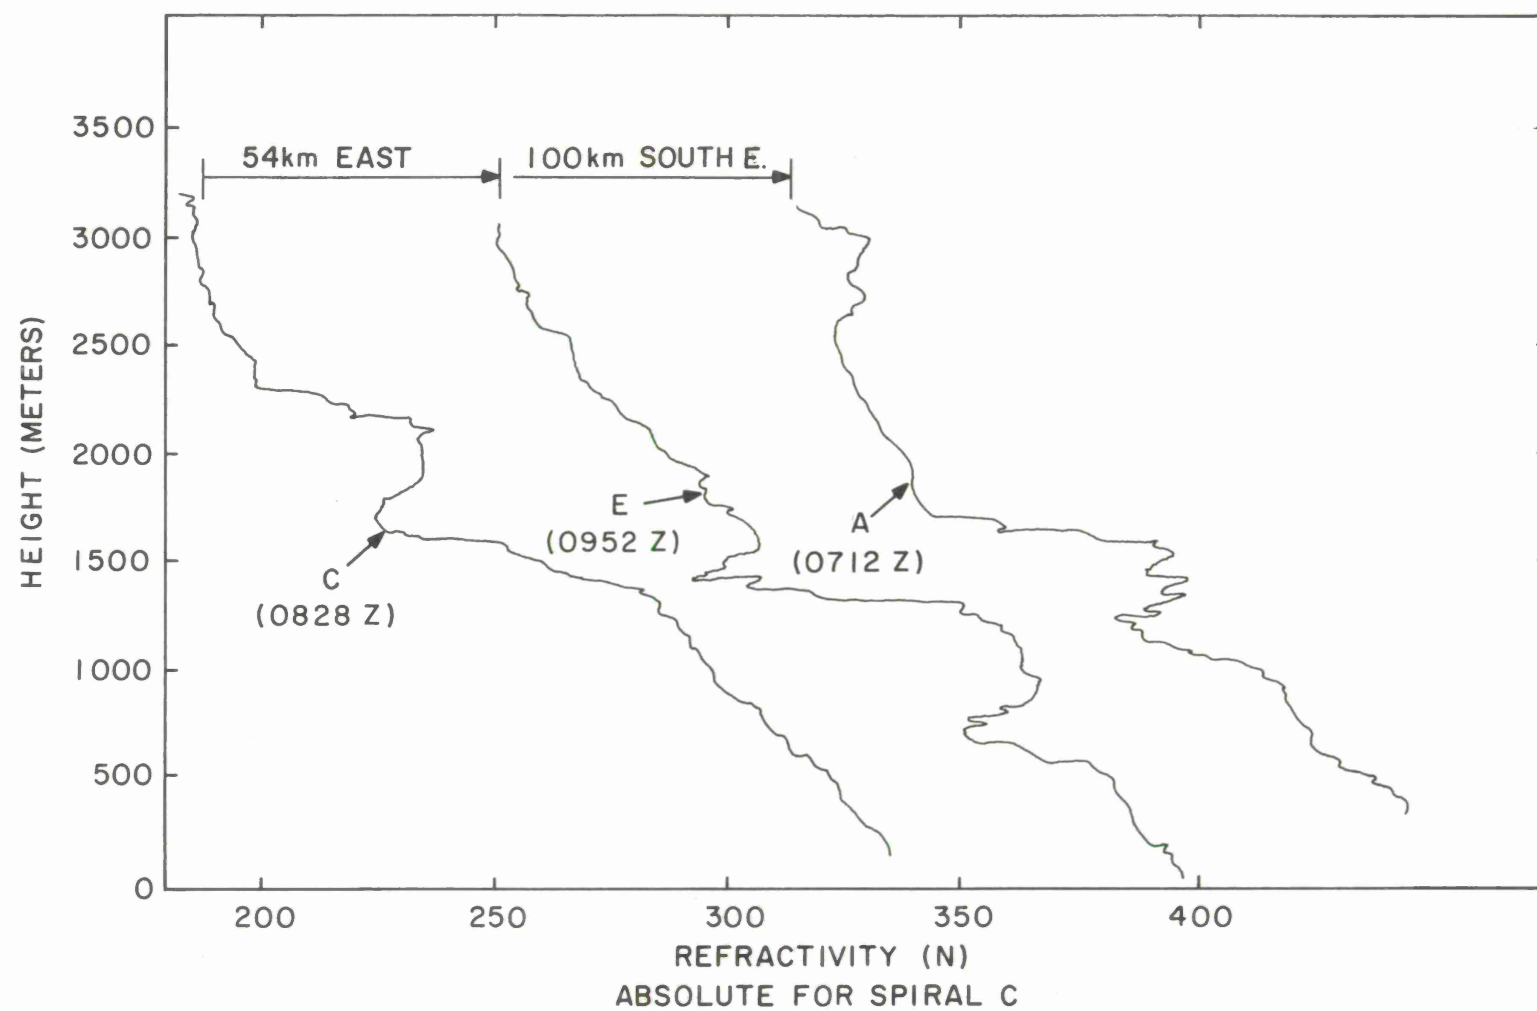 3500
3000
2500
2000
1500
1000
500
0
HEIGHT (METERS)
54km EAST
100km SOUTH E.
E
(0952 Z)
A
(0712 Z)
C
(0828 Z)
200 250 300 350 400
REFRACTIVITY (N)
ABSOLUTE FOR SPIRAL C